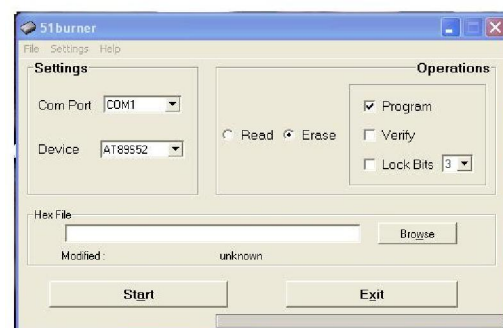 51burner
File Settings Help
Settings
Operations
Com Port COM1
Program
Read Erase
Verify
Device AT89S52
Lock Bits 3
Hex File
Browse
Modified : unknown
Start Exit